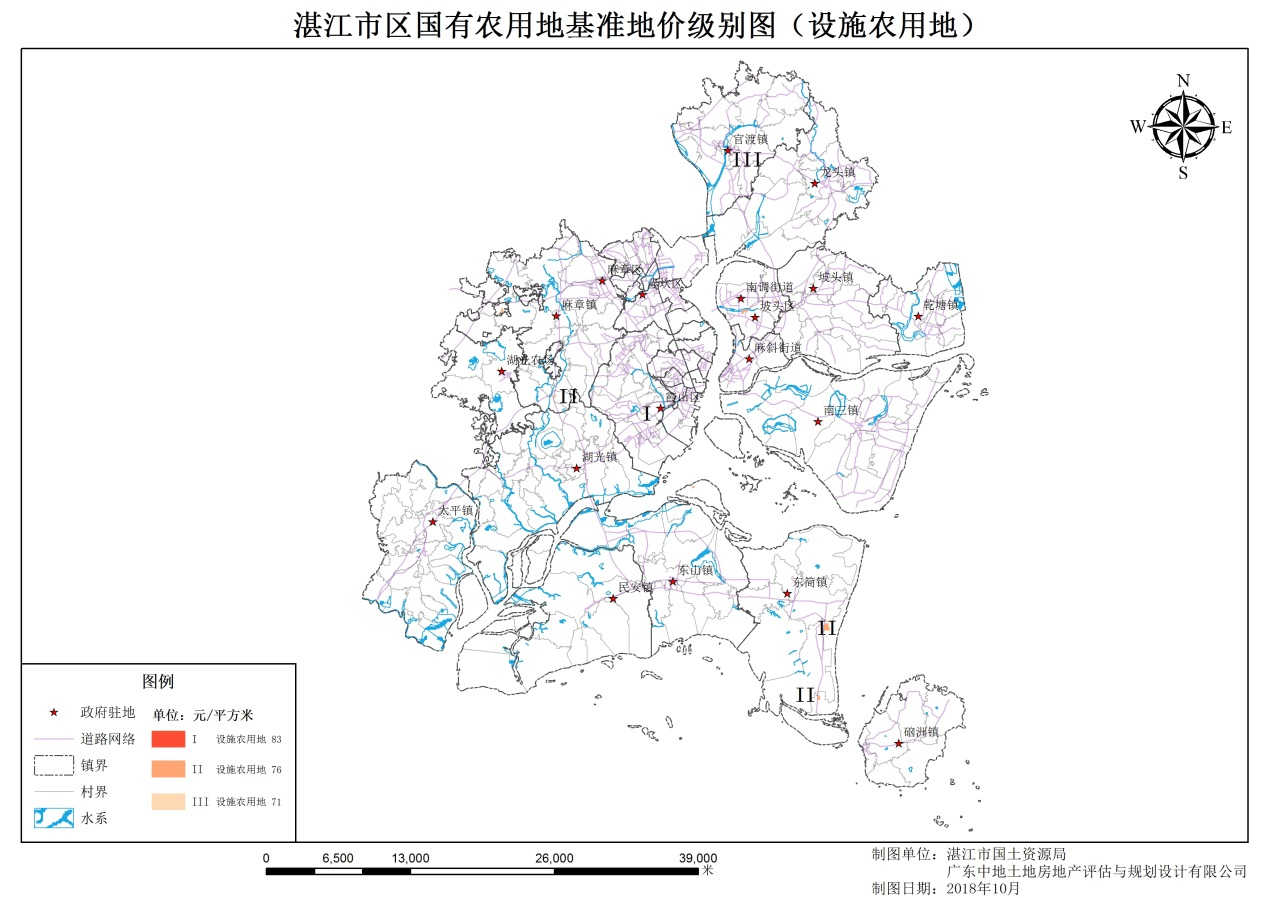 湛江市区国有农用地基准地价级别图（设施农用地）
N
W
E
S
官渡镇
III
龙头镇
麻章区
赤坎区
南调街道
坡头镇
坡头区
乾塘镇
麻章镇
麻斜街道
II
I
霞山区
南三镇
湖光镇
太平镇
东山镇
民安镇
东简镇
II
II
硇洲镇
图例
政府驻地
道路网络
镇界
村界
水系
单位：元/平方米
I 设施农用地 83
II 设施农用地 76
III 设施农用地 71
0 6,500 13,000 26,000 39,000
米
制图单位：湛江市国土资源局
广东中地土地房地产评估与规划设计有限公司
制图日期：2018年10月